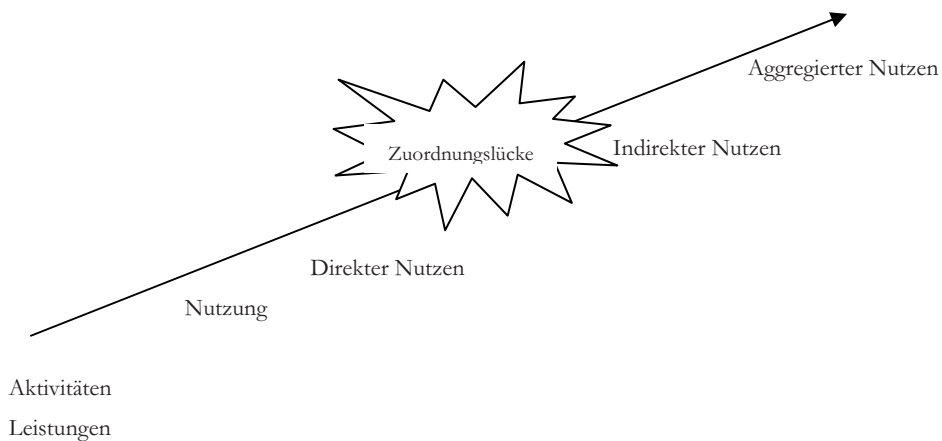 Aggregierter Nutzen
Zuordnungslücke
Indirekter Nutzen
Direkter Nutzen
Nutzung
Aktivitäten
Leistungen